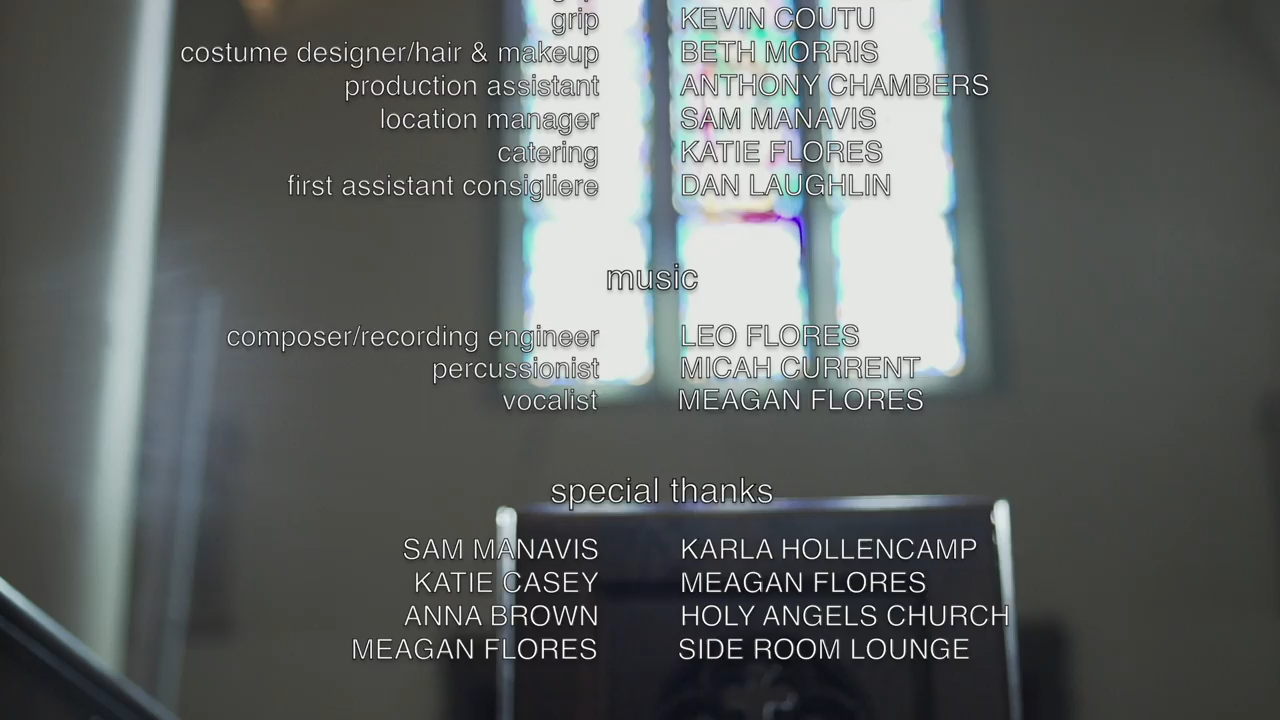 grip KEVIN COUTU
costume designer/hair & makeup BETH MORRIS
production assistant ANTHONY CHAMBERS
location manager SAM MANAVIS
catering KATIE FLORES
first assistant consigliere DAN LAUGHLIN
music
composer/recording engineer LEO FLORES
percussionist MICAH CURRENT
vocalist MEAGAN FLORES
special thanks
SAM MANAVIS KARLA HOLLENCAMP
KATIE CASEY MEAGAN FLORES
ANNA BROWN HOLY ANGELS CHURCH
MEAGAN FLORES SIDE ROOM LOUNGE